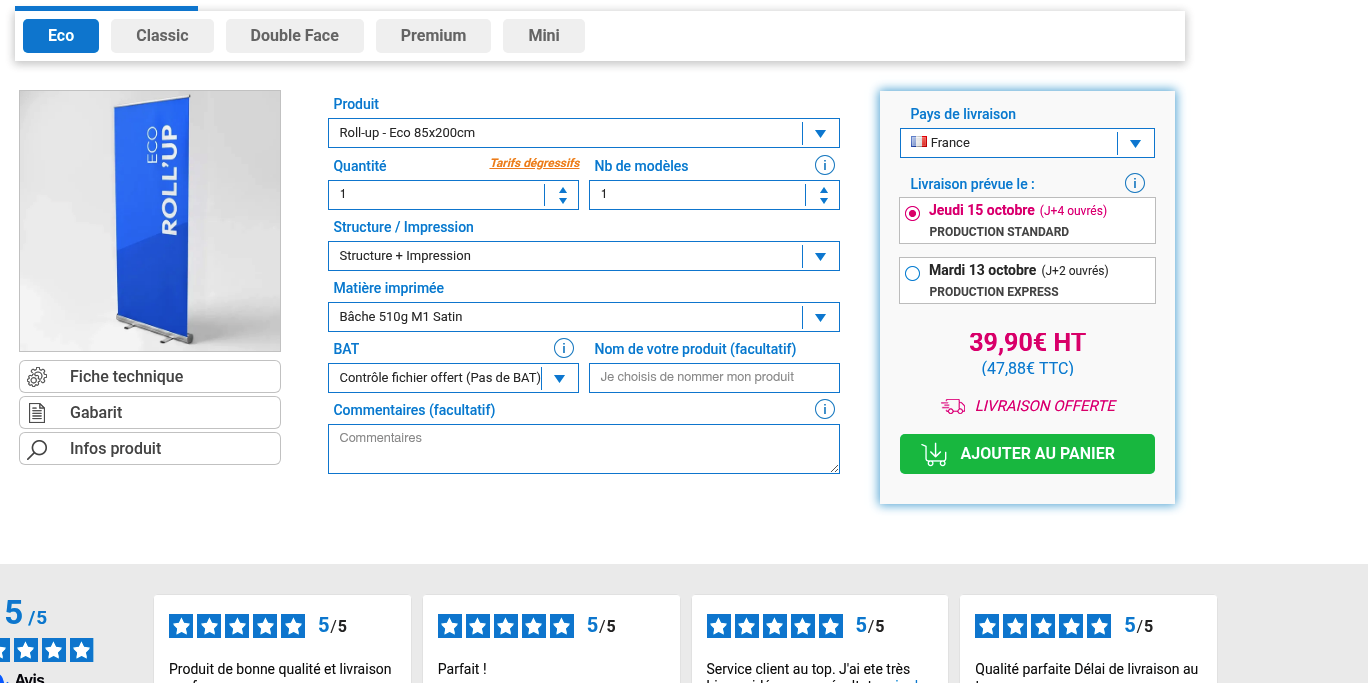 Eco
Classic
Double Face
Premium
Mini
ECO
ROLL'UP
Fiche technique
Gabarit
Infos produit
Produit
Roll-up - Eco 85x200cm
Quantité
Tarifs dégressifs
Nb de modèles
1
1
Structure / Impression
Structure + Impression
Matière imprimée
Bâche 510g M1 Satin
BAT
Nom de votre produit (facultatif)
Contrôle fichier offert (Pas de BAT)
Je choisis de nommer mon produit
Commentaires (facultatif)
Commentaires
Pays de livraison
France
Livraison prévue le :
Jeudi 15 octobre (J+4 ouvrés)
PRODUCTION STANDARD
Mardi 13 octobre (J+2 ouvrés)
PRODUCTION EXPRESS
39,90€ HT
(47,88€ TTC)
LIVRAISON OFFERTE
AJOUTER AU PANIER
5 /5
Avis
5/5
Produit de bonne qualité et livraison
5/5
Parfait !
5/5
Service client au top. J'ai ete très
5/5
Qualité parfaite Délai de livraison au